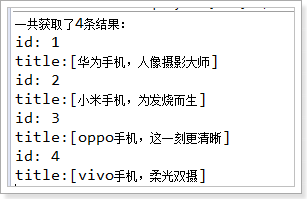 一共获取了4条结果：
id: 1
title:[华为手机，人像摄影大师]
id: 2
title:[小米手机，为发烧而生]
id: 3
title:[oppo手机，这一刻更清晰]
id: 4
title:[vivo手机，柔光双摄]